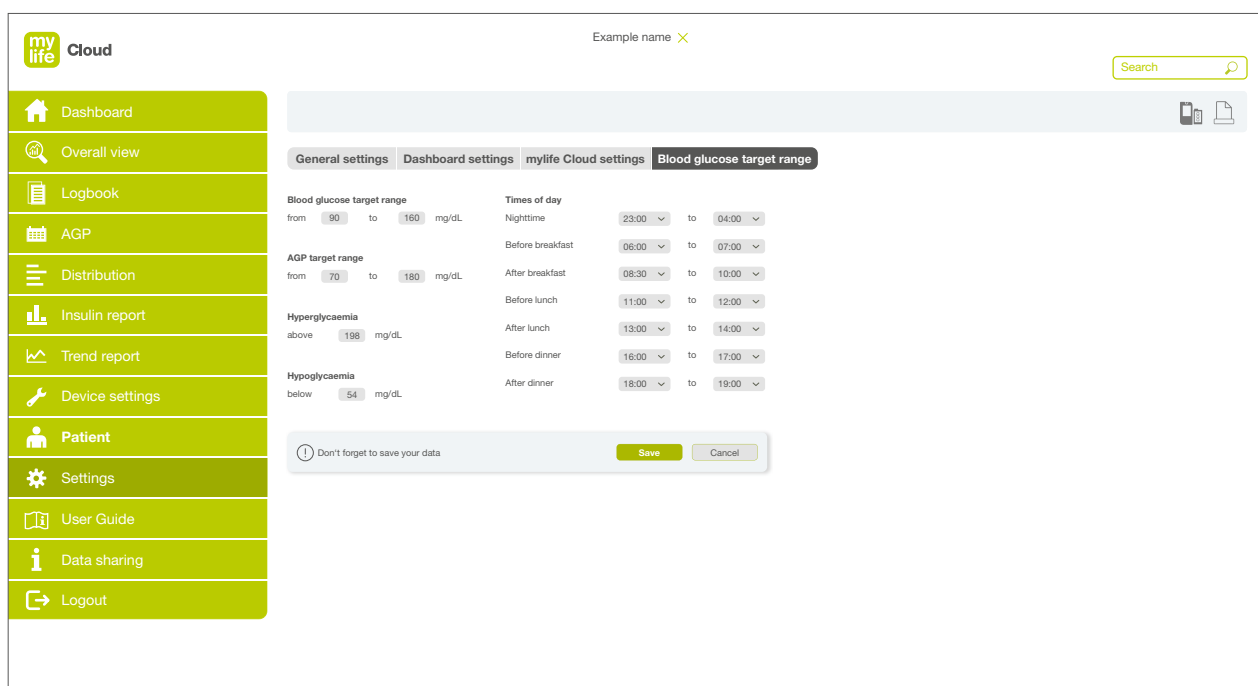 my
life
Cloud
Example name
Search
Dashboard
Overall view
Logbook
AGP
Distribution
Insulin report
Trend report
Device settings
Patient
Settings
User Guide
Data sharing
Logout
General settings Dashboard settings mylife Cloud settings Blood glucose target range
Blood glucose target range
from 90 to 160 mg/dL
AGP target range
from 70 to 180 mg/dL
Hyperglycaemia
above 198 mg/dL
Hypoglycaemia
below 54 mg/dL
Times of day
Nighttime 23:00 to 04:00
Before breakfast 06:00 to 07:00
After breakfast 08:30 to 10:00
Before lunch 11:00 to 12:00
After lunch 13:00 to 14:00
Before dinner 16:00 to 17:00
After dinner 18:00 to 19:00
Don't forget to save your data Save Cancel